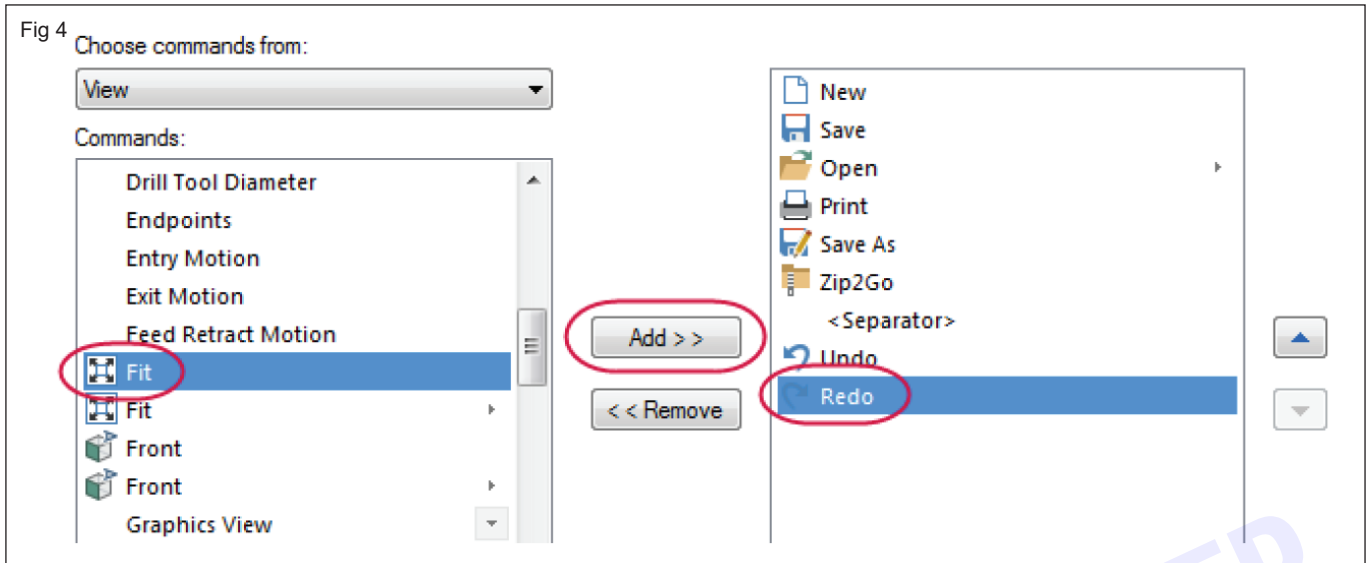 Fig 4
Choose commands from:
View
Commands:
Drill Tool Diameter
Endpoints
Entry Motion
Exit Motion
Feed Retract Motion
Fit
Fit
Front
Front
Graphics View
Add > >
< < Remove
New
Save
Open
Print
Save As
Zip2Go
<Separator>
Undo
Redo